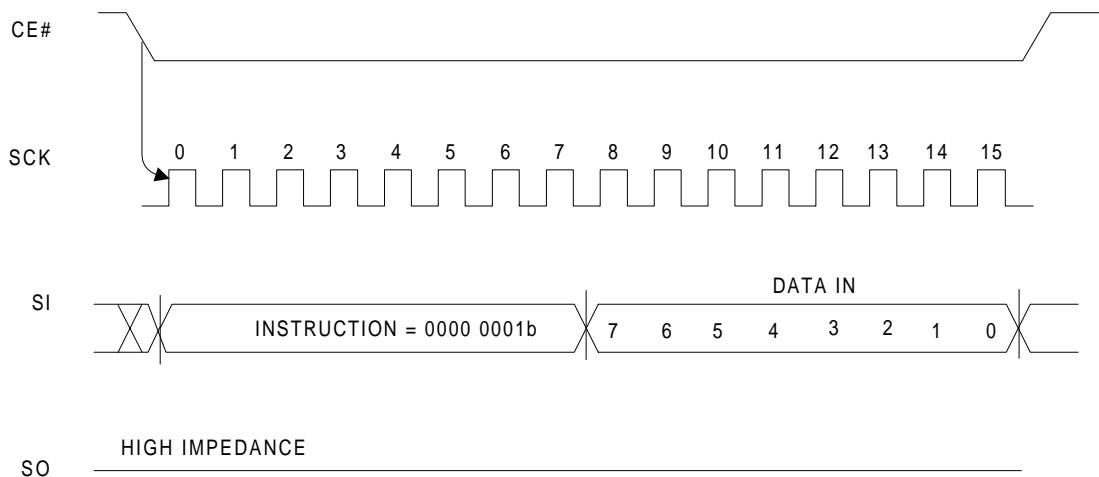 CE#
SCK
0 1 2 3 4 5 6 7 8 9 10 11 12 13 14 15
DATA IN
SI
INSTRUCTION = 0000 0001b 7 6 5 4 3 2 1 0
HIGH IMPEDANCE
SO